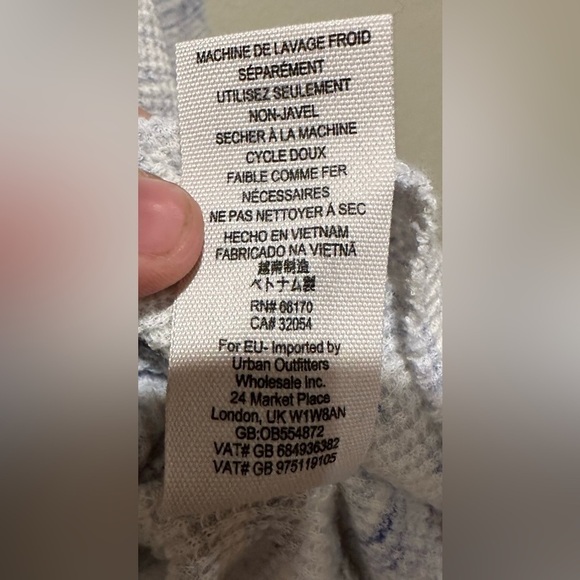 MACHINE DE LAVAGE FROID
SÉPARÉMENT
UTILISEZ SEULEMENT
NON-JAVEL
SECHER À LA MACHINE
CYCLE DOUX
FAIBLE COMME FER
NÉCESSAIRES
NE PAS NETTOYER À SEC
HECHO EN VIETNAM
FABRICADO NA VIETNÃ
越南制造
ベトナム製
RN# 66170
CA# 32054
For EU- Imported by
Urban Outfitters
Wholesale Inc.
24 Market Place
London, UK W1W8AN
GB:OB554872
VAT# GB 684936382
VAT# GB 975119105